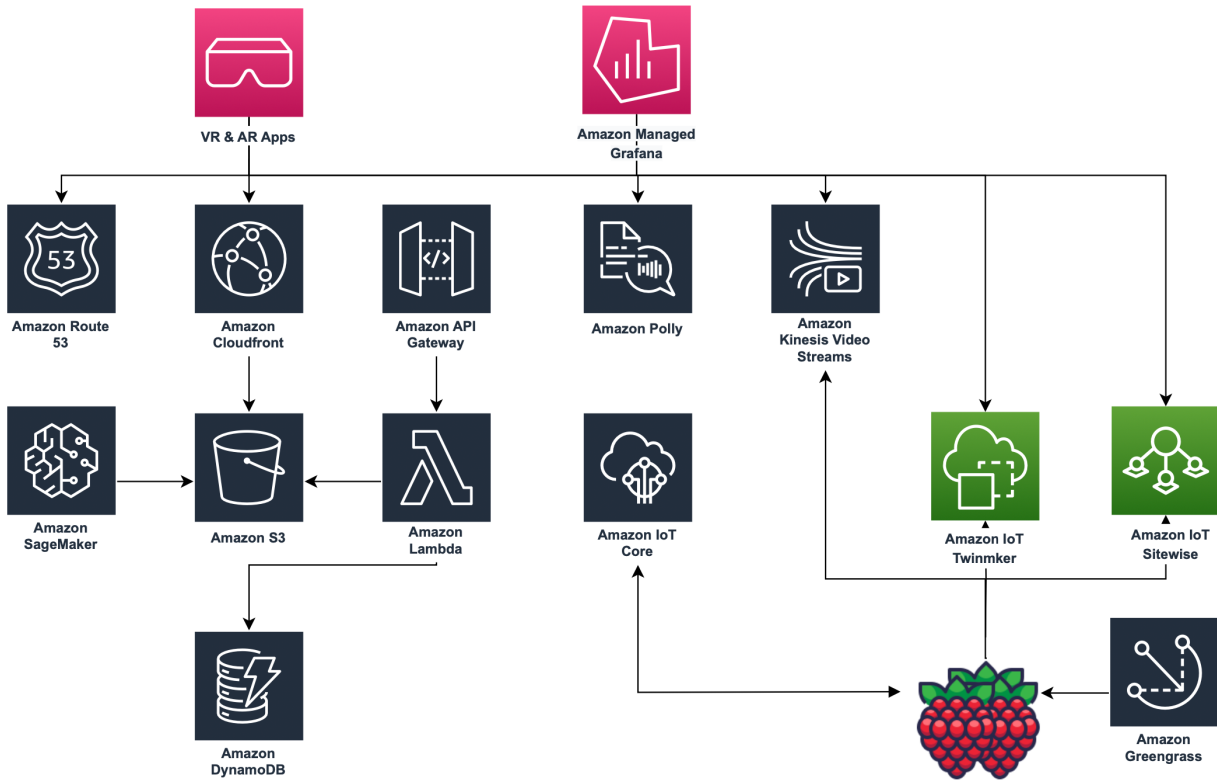 VR & AR Apps
Amazon Managed
Grafana
53
</>
Amazon Route
53
Amazon
Cloudfront
Amazon API
Gateway
Amazon Polly
Amazon
Kinesis Video
Streams
Amazon
SageMaker
Amazon S3
Amazon
Lambda
Amazon IoT
Core
Amazon IoT
Twinmker
Amazon IoT
Sitewise
Amazon
DynamoDB
Amazon
Greengrass